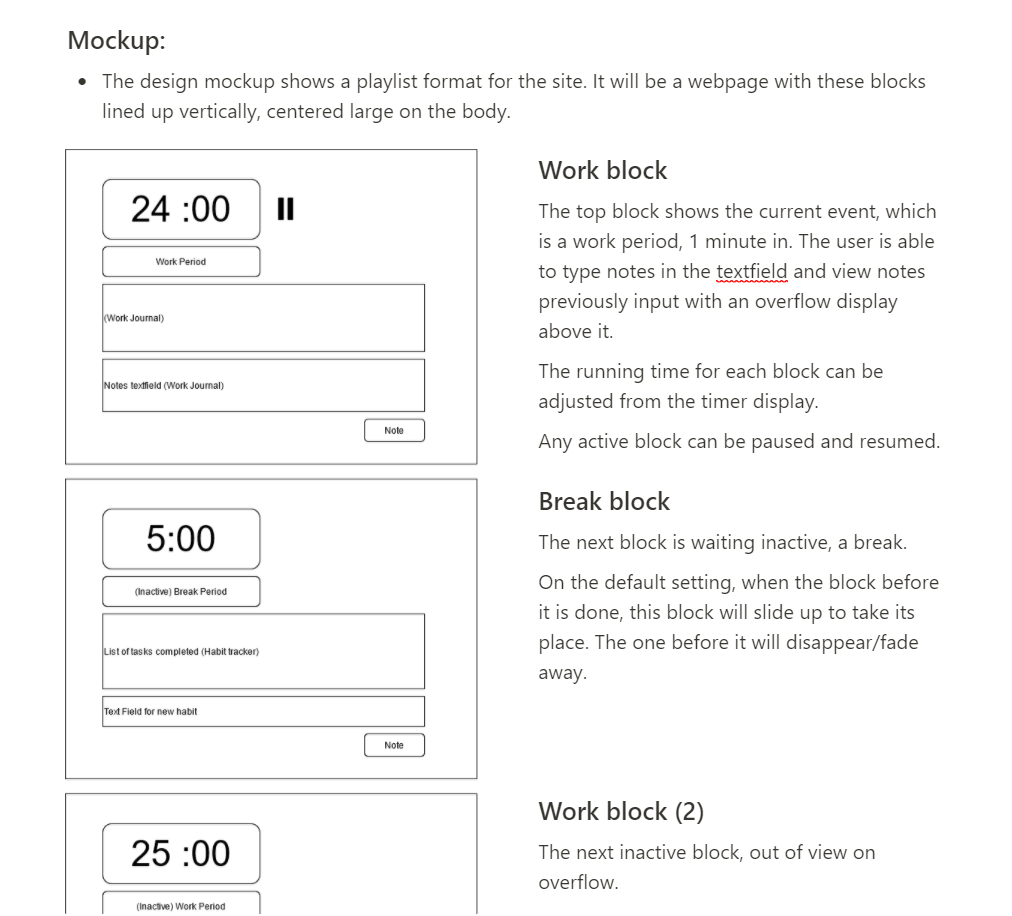 Mockup:
• The design mockup shows a playlist format for the site. It will be a webpage with these blocks
lined up vertically, centered large on the body.
24 :00
Work Period
(Work Journal)
Notes textfield (Work Journal)
Note
Work block
The top block shows the current event, which
is a work period, 1 minute in. The user is able
to type notes in the textfield and view notes
previously input with an overflow display
above it.
The running time for each block can be
adjusted from the timer display.
Any active block can be paused and resumed.
5:00
(Inactive) Break Period
List of tasks completed (Habit tracker)
Text Field for new habit
Note
Break block
The next block is waiting inactive, a break.
On the default setting, when the block before
it is done, this block will slide up to take its
place. The one before it will disappear/fade
away.
25 :00
(Inactive) Work Period
Work block (2)
The next inactive block, out of view on
overflow.